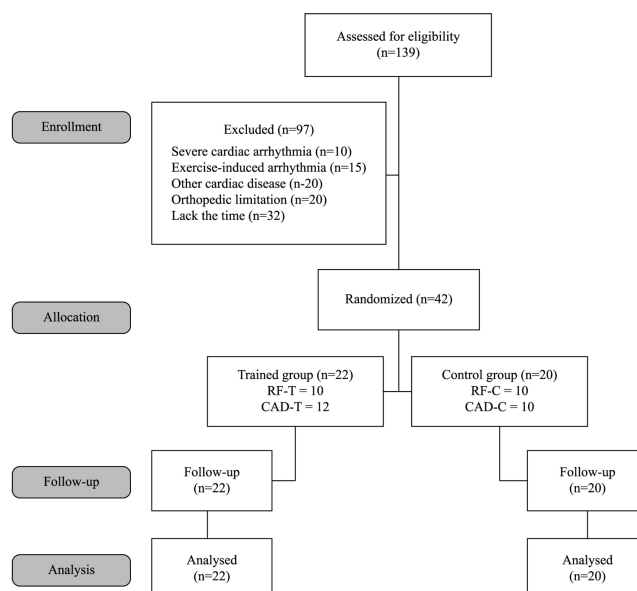 Assessed for eligibility
(n=139)
Enrollment
Excluded (n=97)
Severe cardiac arrhythmia (n=10)
Exercise-induced arrhythmia (n=15)
Other cardiac disease (n-20)
Orthopedic limitation (n=20)
Lack the time (n=32)
Randomized (n=42)
Allocation
Trained group (n=22)
RF-T = 10
CAD-T = 12
Control group (n=20)
RF-C = 10
CAD-C = 10
Follow-up
Follow-up
(n=22)
Follow-up
(n=20)
Analysis
Analysed
(n=22)
Analysed
(n=20)